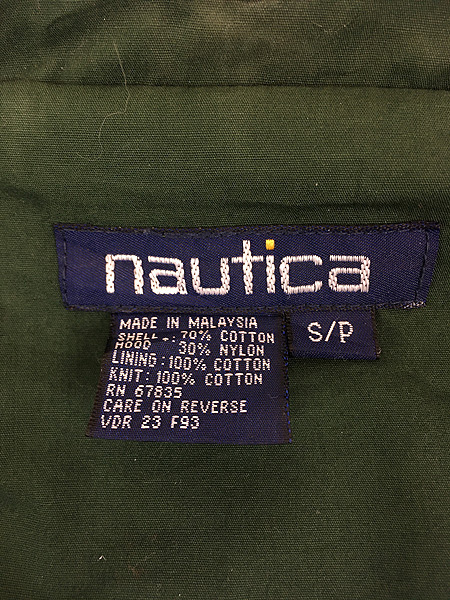 nautica
S/P
MADE IN MALAYSIA
SHELL + : 70% COTTON
HOOD 30% NYLON
LINING: 100% COTTON
KNIT: 100% COTTON
RN 67835
CARE ON REVERSE
VDR 23 F93